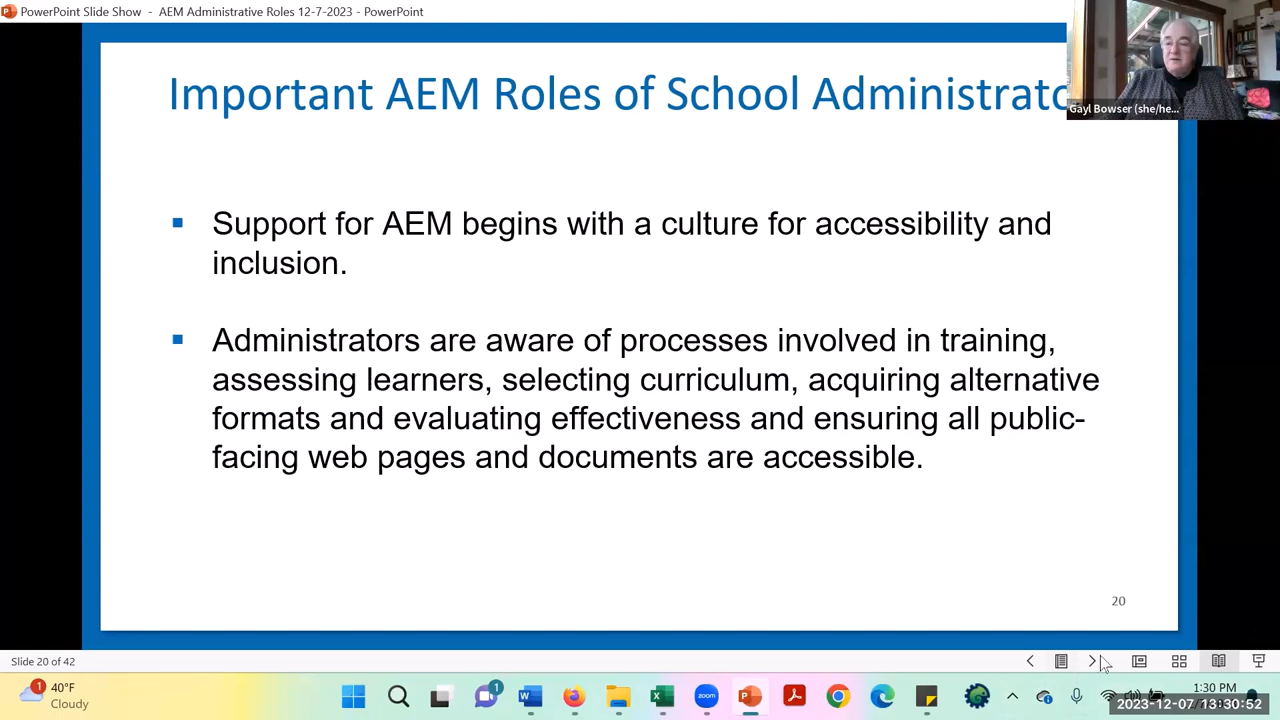 PowerPoint Slide Show - AEM Administrative Roles 12-7-2023 - PowerPoint
Important AEM Roles of School Administrato
Gayl Bowser (she/he...
▪ Support for AEM begins with a culture for accessibility and
inclusion.
▪ Administrators are aware of processes involved in training,
assessing learners, selecting curriculum, acquiring alternative
formats and evaluating effectiveness and ensuring all public-
facing web pages and documents are accessible.
20
Slide 20 of 42
1
40°F
Cloudy
1
zoom
1:30 PM
2023-12-07 13:30:52